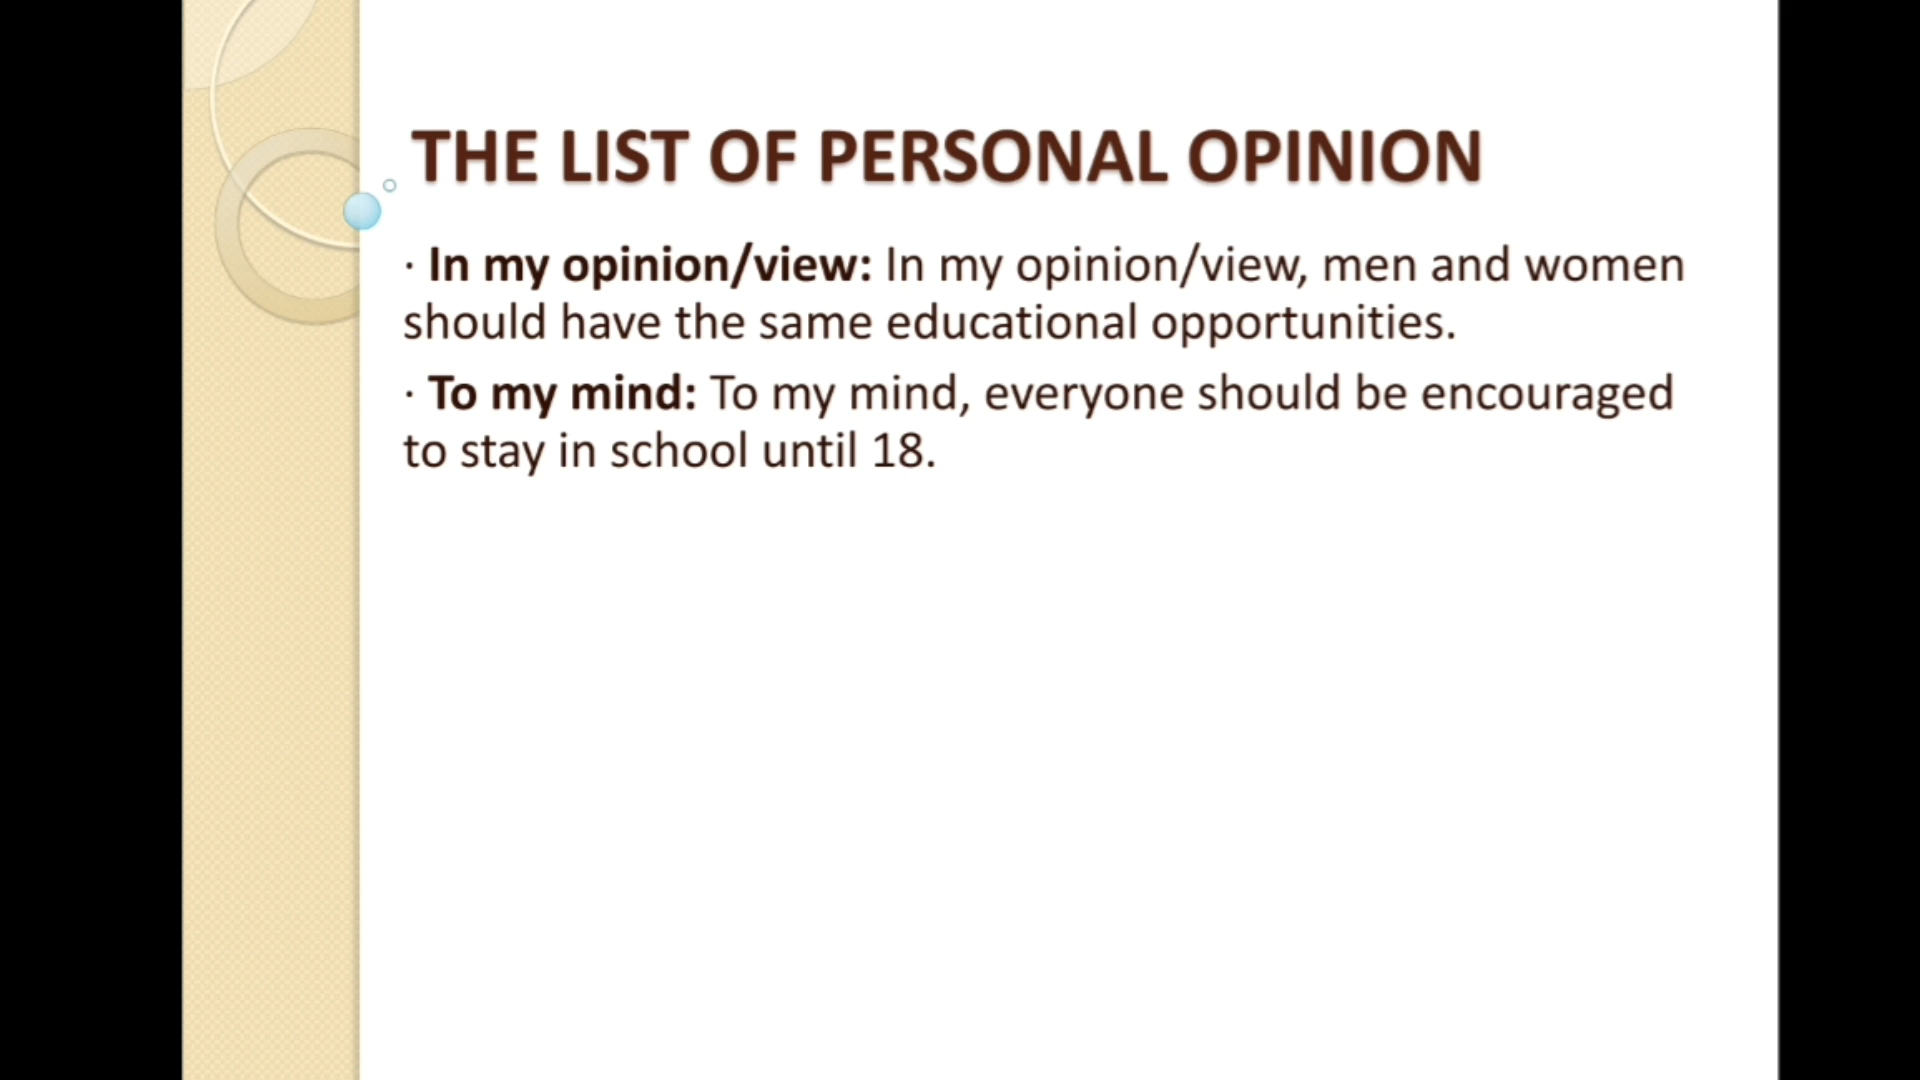 THE LIST OF PERSONAL OPINION
· In my opinion/view: In my opinion/view, men and women
should have the same educational opportunities.
· To my mind: To my mind, everyone should be encouraged
to stay in school until 18.